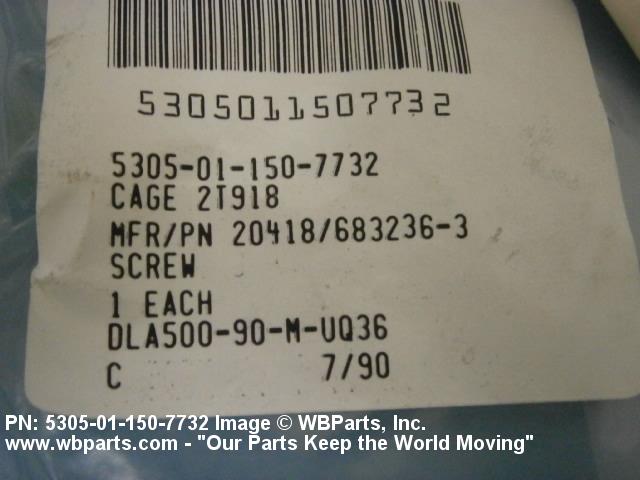 5305011507732
5305-01-150-7732
CAGE 2T918
MFR/PN 20418/683236-3
SCREW
1 EACH
DLA500-90-M-UQ36
C 7/90
PN: 5305-01-150-7732 Image © WBParts, Inc.
www.wbparts.com - "Our Parts Keep the World Moving"